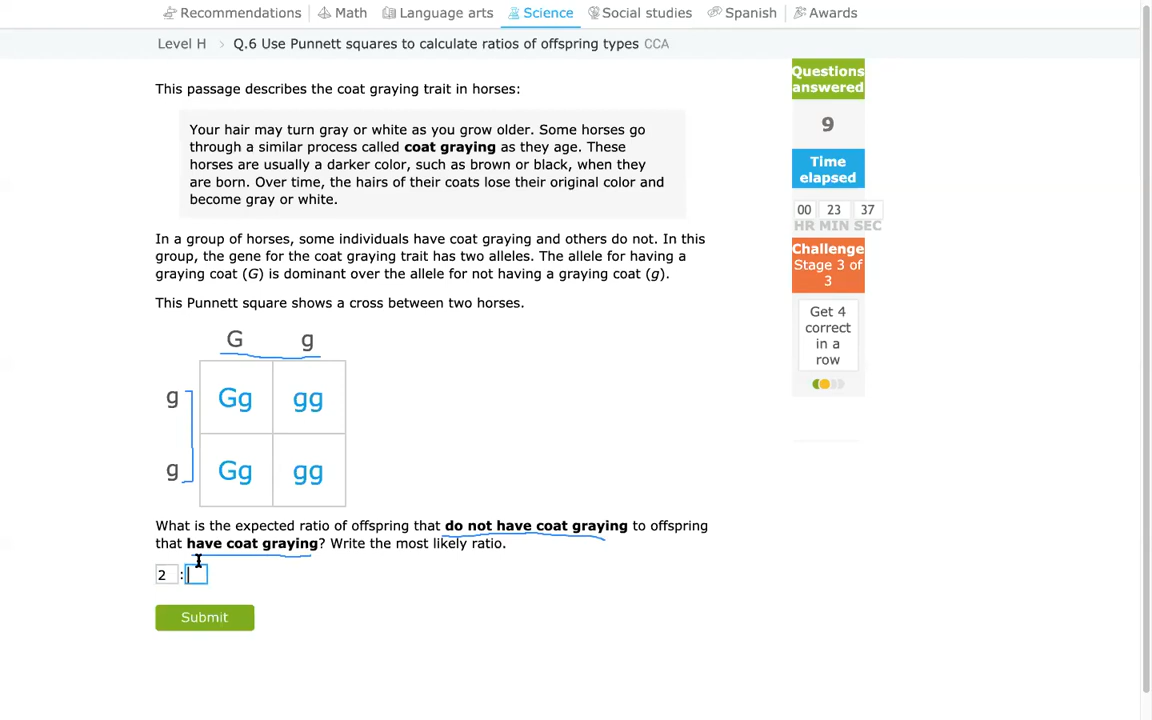 Recommendations Math Language arts Science Social studies Spanish Awards
Level H > Q.6 Use Punnett squares to calculate ratios of offspring types CCA
This passage describes the coat graying trait in horses:
Your hair may turn gray or white as you grow older. Some horses go
through a similar process called coat graying as they age. These
horses are usually a darker color, such as brown or black, when they
are born. Over time, the hairs of their coats lose their original color and
become gray or white.
In a group of horses, some individuals have coat graying and others do not. In this
group, the gene for the coat graying trait has two alleles. The allele for having a
graying coat (G) is dominant over the allele for not having a graying coat (g).
This Punnett square shows a cross between two horses.
G g
g Gg gg
g Gg gg
What is the expected ratio of offspring that do not have coat graying to offspring
that have coat graying? Write the most likely ratio.
2 :
Submit
Questions
answered
9
Time
elapsed
00 23 37
HR MIN SEC
Challenge
Stage 3 of
3
Get 4
correct
in a
row